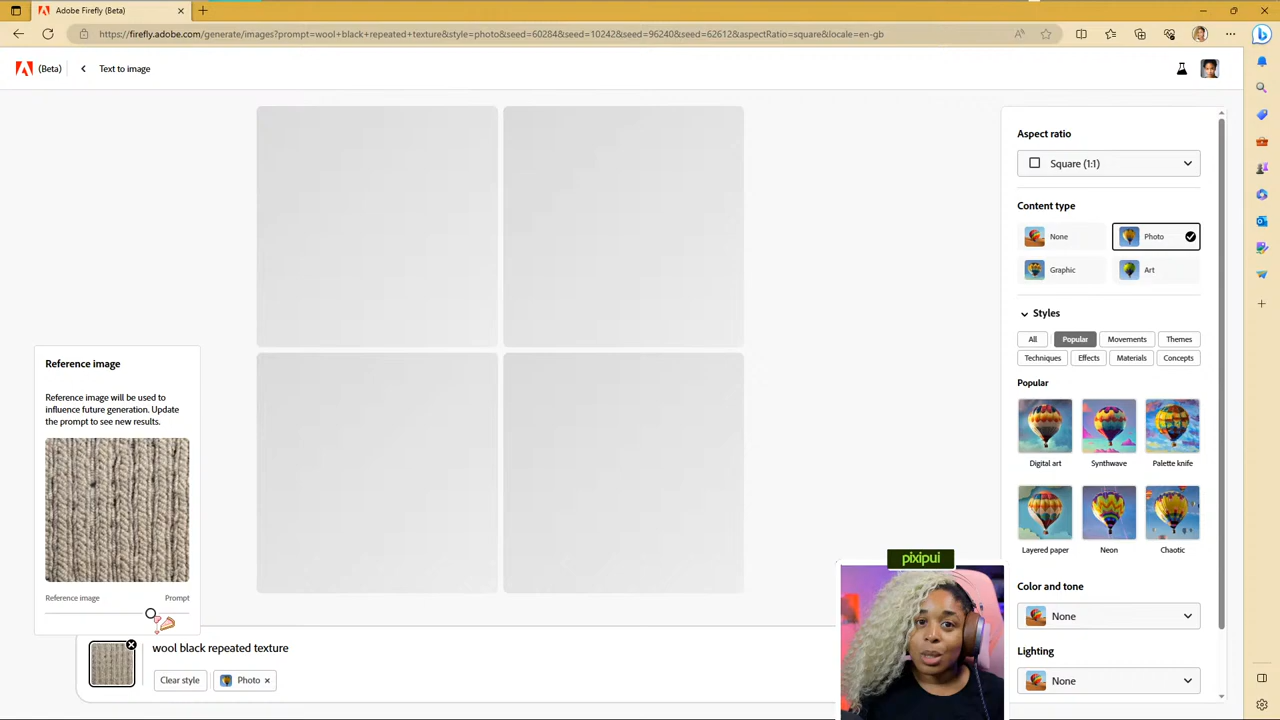 Adobe Firefly (Beta)
https://firefly.adobe.com/generate/images?prompt=wool+black+repeated+texture&style=photo&seed=60284&seed=10242&seed=96240&seed=62612&aspectRatio=square&locale=en-gb
(Beta)
Text to image
Aspect ratio
Square (1:1)
Content type
None
Photo
Graphic
Art
Styles
All
Popular
Movements
Themes
Techniques
Effects
Materials
Concepts
Popular
Digital art
Synthwave
Palette knife
Layered paper
Neon
Chaotic
Color and tone
None
Lighting
None
Reference image
Reference image will be used to
influence future generation. Update
the prompt to see new results.
Reference image
Prompt
wool black repeated texture
Clear style
Photo
pixipui